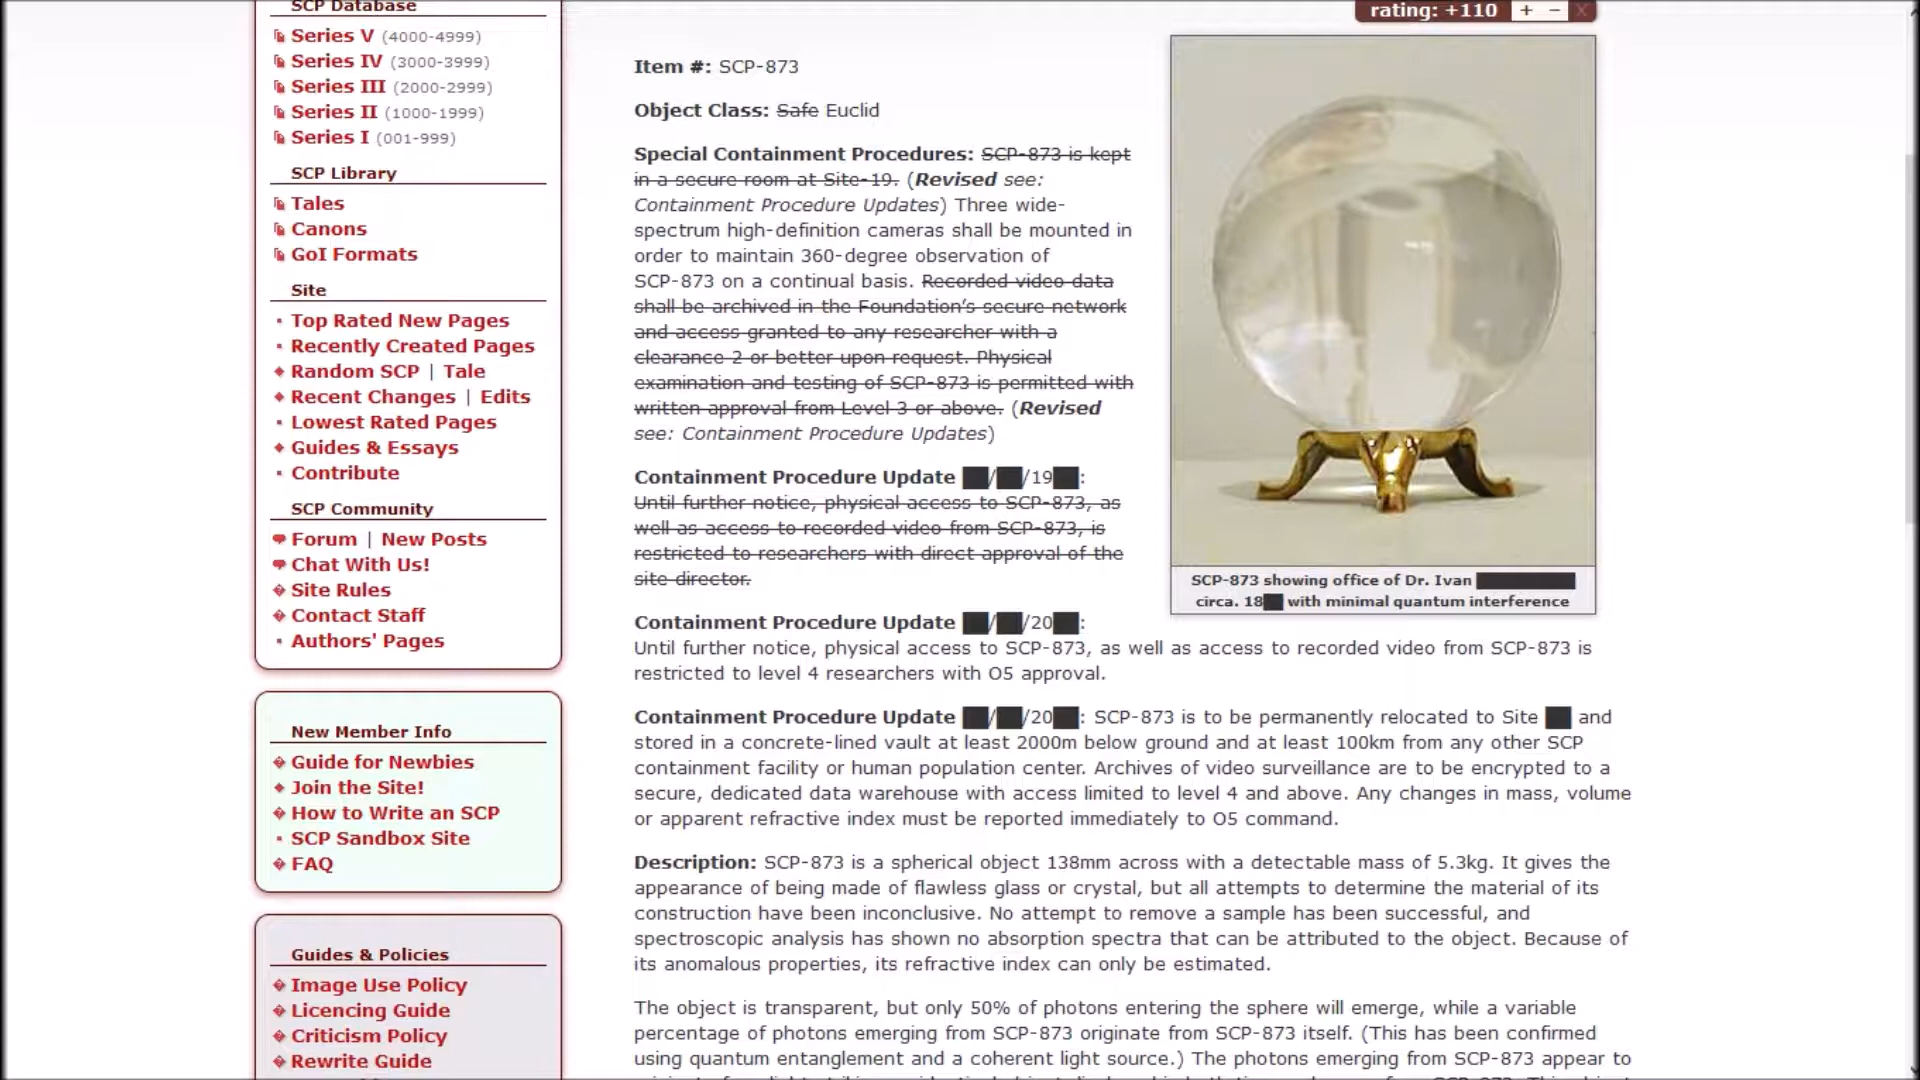 SCP Database
Series V (4000-4999)
Series IV (3000-3999)
Series III (2000-2999)
Series II (1000-1999)
Series I (001-999)
SCP Library
Tales
Canons
GoI Formats
Site
Top Rated New Pages
Recently Created Pages
Random SCP | Tale
Recent Changes | Edits
Lowest Rated Pages
Guides & Essays
Contribute
SCP Community
Forum | New Posts
Chat With Us!
Site Rules
Contact Staff
Authors' Pages
New Member Info
Guide for Newbies
Join the Site!
How to Write an SCP
SCP Sandbox Site
FAQ
Guides & Policies
Image Use Policy
Licencing Guide
Criticism Policy
Rewrite Guide
rating: +110 + − X
Item #: SCP-873
Object Class: Safe Euclid
Special Containment Procedures: SCP-873 is kept
in a secure room at Site-19. (Revised see:
Containment Procedure Updates) Three wide-
spectrum high-definition cameras shall be mounted in
order to maintain 360-degree observation of
SCP-873 on a continual basis. Recorded video data
shall be archived in the Foundation's secure network
and access granted to any researcher with a
clearance 2 or better upon request. Physical
examination and testing of SCP-873 is permitted with
written approval from Level 3 or above. (Revised
see: Containment Procedure Updates)
Containment Procedure Update ██/██/19██:
Until further notice, physical access to SCP-873, as
well as access to recorded video from SCP-873, is
restricted to researchers with direct approval of the
site director.
SCP-873 showing office of Dr. Ivan ████████
circa. 18██ with minimal quantum interference
Containment Procedure Update ██/██/20██:
Until further notice, physical access to SCP-873, as well as access to recorded video from SCP-873 is
restricted to level 4 researchers with O5 approval.
Containment Procedure Update ██/██/20██: SCP-873 is to be permanently relocated to Site ██ and
stored in a concrete-lined vault at least 2000m below ground and at least 100km from any other SCP
containment facility or human population center. Archives of video surveillance are to be encrypted to a
secure, dedicated data warehouse with access limited to level 4 and above. Any changes in mass, volume
or apparent refractive index must be reported immediately to O5 command.
Description: SCP-873 is a spherical object 138mm across with a detectable mass of 5.3kg. It gives the
appearance of being made of flawless glass or crystal, but all attempts to determine the material of its
construction have been inconclusive. No attempt to remove a sample has been successful, and
spectroscopic analysis has shown no absorption spectra that can be attributed to the object. Because of
its anomalous properties, its refractive index can only be estimated.
The object is transparent, but only 50% of photons entering the sphere will emerge, while a variable
percentage of photons emerging from SCP-873 originate from SCP-873 itself. (This has been confirmed
using quantum entanglement and a coherent light source.) The photons emerging from SCP-873 appear to